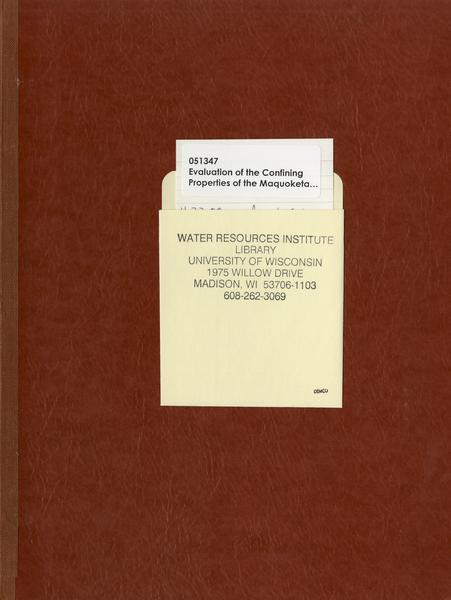 051347
Evaluation of the Confining
Properties of the Maquoketa...
WATER RESOURCES INSTITUTE
LIBRARY
UNIVERSITY OF WISCONSIN
1975 WILLOW DRIVE
MADISON, WI 53706-1103
608-262-3069
DEMCO